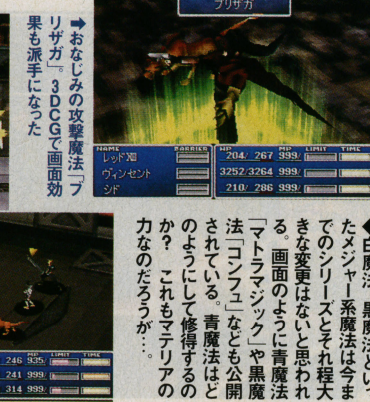 ブリザガ
➡おなじみの攻撃魔法「ブ
リザガ」。3DCGで画面効
果も派手になった
NAME BARRIER HP MP LIMIT TIME
レッドXIII 204/ 267 999/
ヴィンセント 3252/3264 999/
シド 210/ 286 999/
白魔法、黒魔法といっ
たメジャー系魔法は今ま
でのシリーズとそれ程大
きな変更はないと思われ
る。画面のように青魔法
「マトラマジック」や黒魔
法「コンフュ」なども公開
されている。青魔法はど
のようにして修得するの
か？これもマテリアの
力なのだろうか…。
MP LIMIT TIME
246 935/
241 999/
314 999/